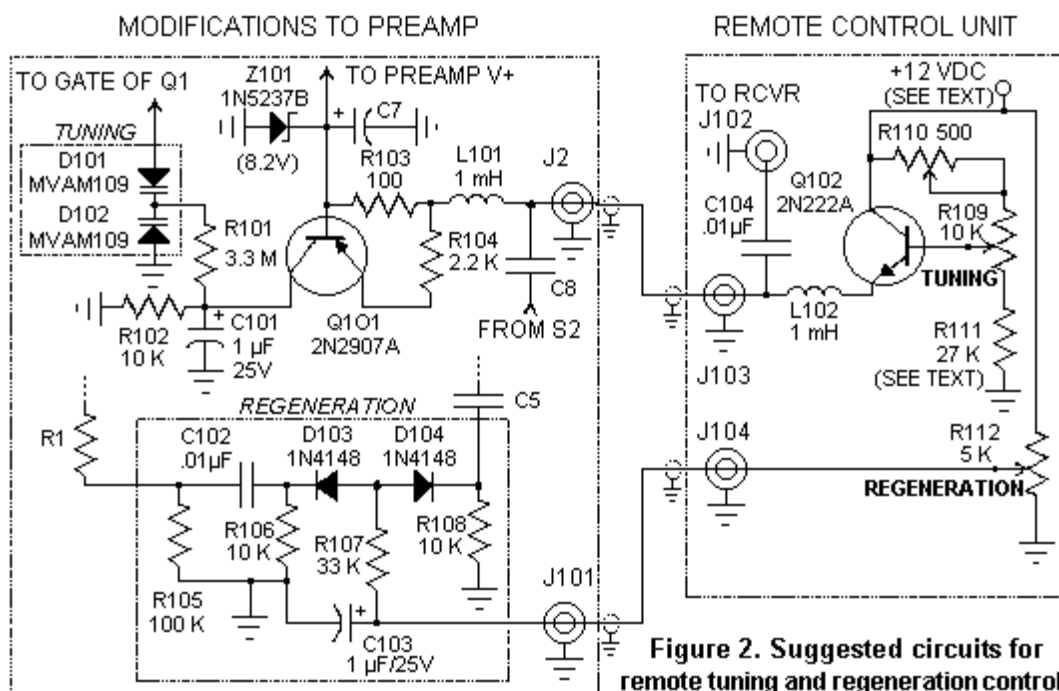 MODIFICATIONS TO PREAMP
REMOTE CONTROL UNIT
TO GATE OF Q1
Z101
1N5237B
(8.2V)
TO PREAMP V+
C7
TUNING
D101
MVAM109
D102
MVAM109
R101
3.3 M
R103
100
L101
1 mH
J2
R104
2.2 K
C8
FROM S2
R102
10 K
C101
1 µF
25V
+
+
Q1O1
2N2907A
+12 VDC
(SEE TEXT)
TO RCVR
J102
R110 500
Q102
2N222A
C104
.01µF
R109
10 K
TUNING
L102
1 mH
R111
27 K
(SEE TEXT)
J103
REGENERATION
C5
R1
C102
.01µF
D103
1N4148
D104
1N4148
R106
10 K
R107
33 K
R108
10 K
R105
100 K
+
C103
1 µF/25V
J101
J104
R112
5 K
REGENERATION
Figure 2. Suggested circuits for
remote tuning and regeneration control